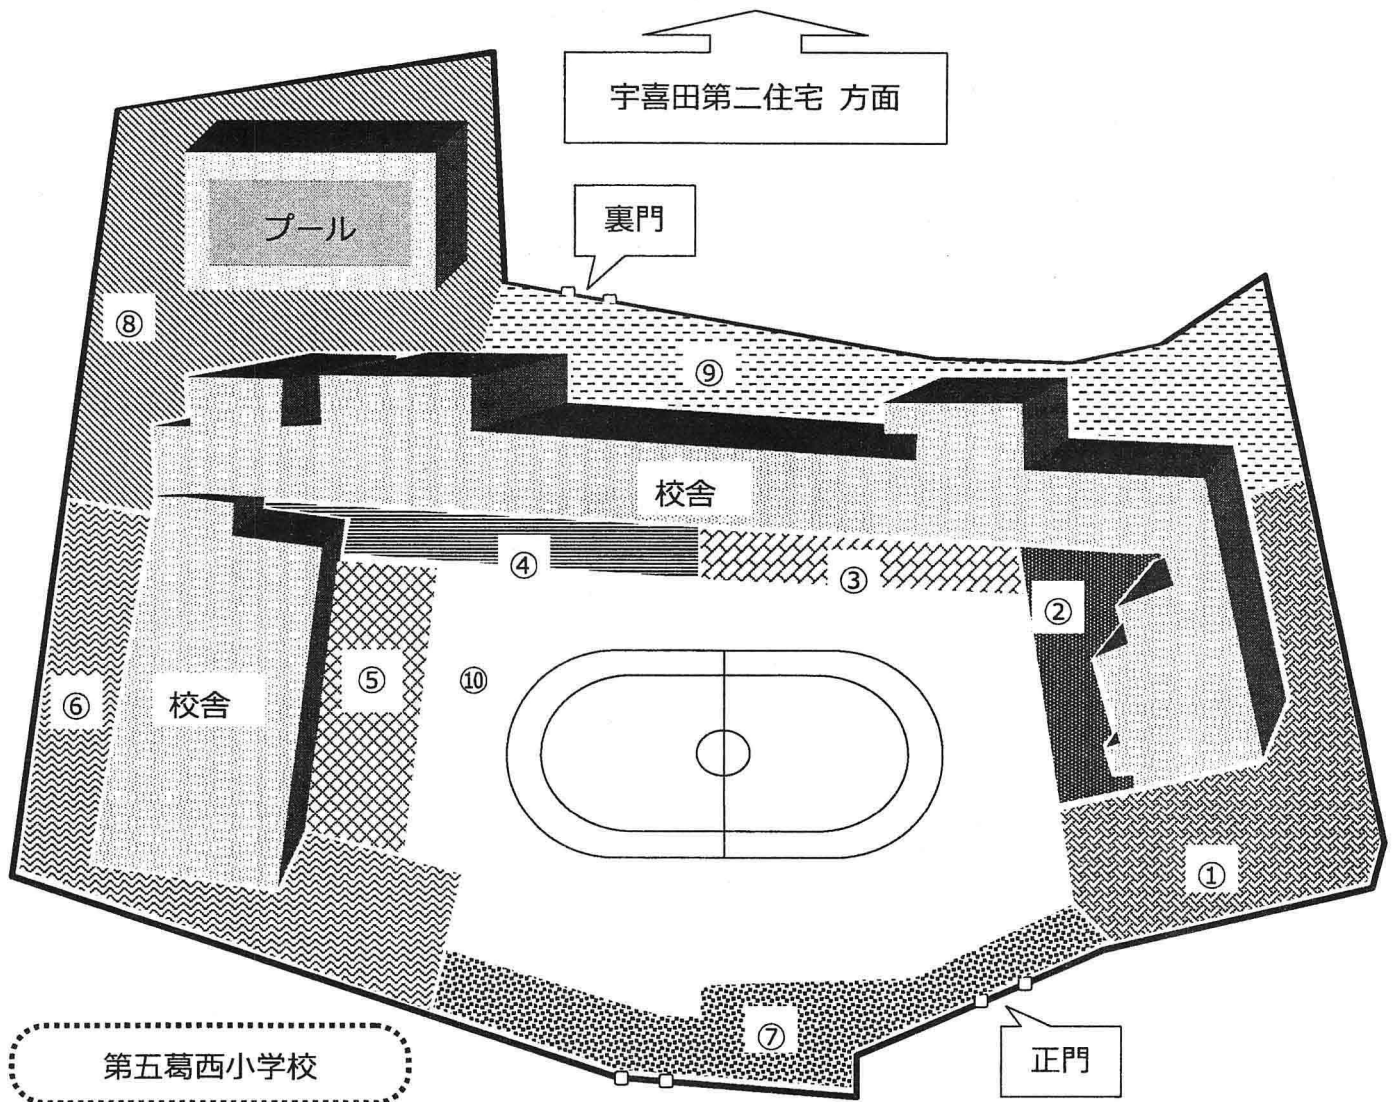 宇喜田第二住宅 方面
裏門
プール
⑧
⑨
校舎
④
③
②
⑤
⑩
⑥
校舎
①
⑦
正門
第五葛西小学校